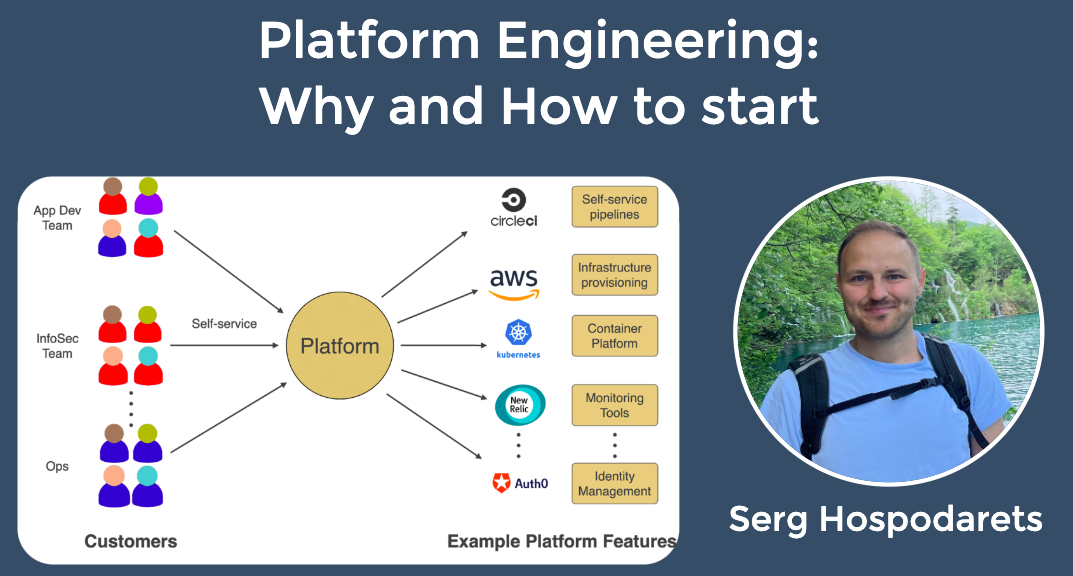 Platform Engineering:
Why and How to start
App Dev
Team
InfoSec
Team
Ops
Self-service
Platform
circleci
aws
kubernetes
New
Relic
Auth0
Self-service
pipelines
Infrastructure
provisioning
Container
Platform
Monitoring
Tools
Identity
Management
Customers
Example Platform Features
Serg Hospodarets